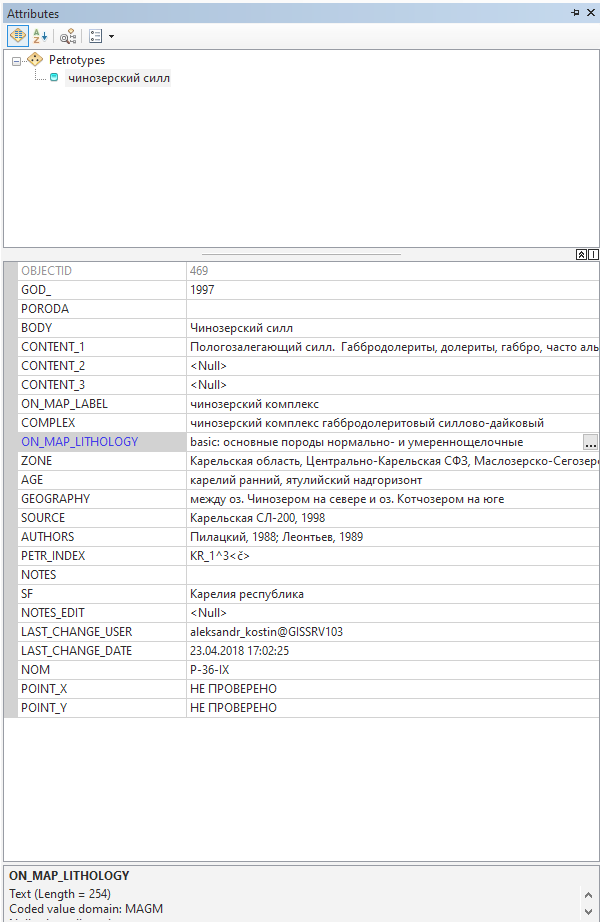 Attributes
Petrotypes
чинозерский силл
OBJECTID 469
GOD_ 1997
PORODA
BODY Чинозерский силл
CONTENT_1 Пологозалегающий силл. Габбродолериты, долериты, габбро, часто аль
CONTENT_2 <Null>
CONTENT_3 <Null>
ON_MAP_LABEL чинозерский комплекс
COMPLEX чинозерский комплекс габбродолеритовый силлово-дайковый
ON_MAP_LITHOLOGY basic: основные породы нормально- и умереннощелочные ...
ZONE Карельская область, Центрально-Карельская СФЗ, Маслозерско-Сегозер
AGE карелий ранний, ятулийский надгоризонт
GEOGRAPHY между оз. Чинозером на севере и оз. Котчозером на юге
SOURCE Карельская СЛ-200, 1998
AUTHORS Пилацкий, 1988; Леонтьев, 1989
PETR_INDEX KR_1^3<č>
NOTES
SF Карелия республика
NOTES_EDIT <Null>
LAST_CHANGE_USER aleksandr_kostin@GISSRV103
LAST_CHANGE_DATE 23.04.2018 17:02:25
NOM P-36-IX
POINT_X НЕ ПРОВЕРЕНО
POINT_Y НЕ ПРОВЕРЕНО
ON_MAP_LITHOLOGY
Text (Length = 254)
Coded value domain: MAGM